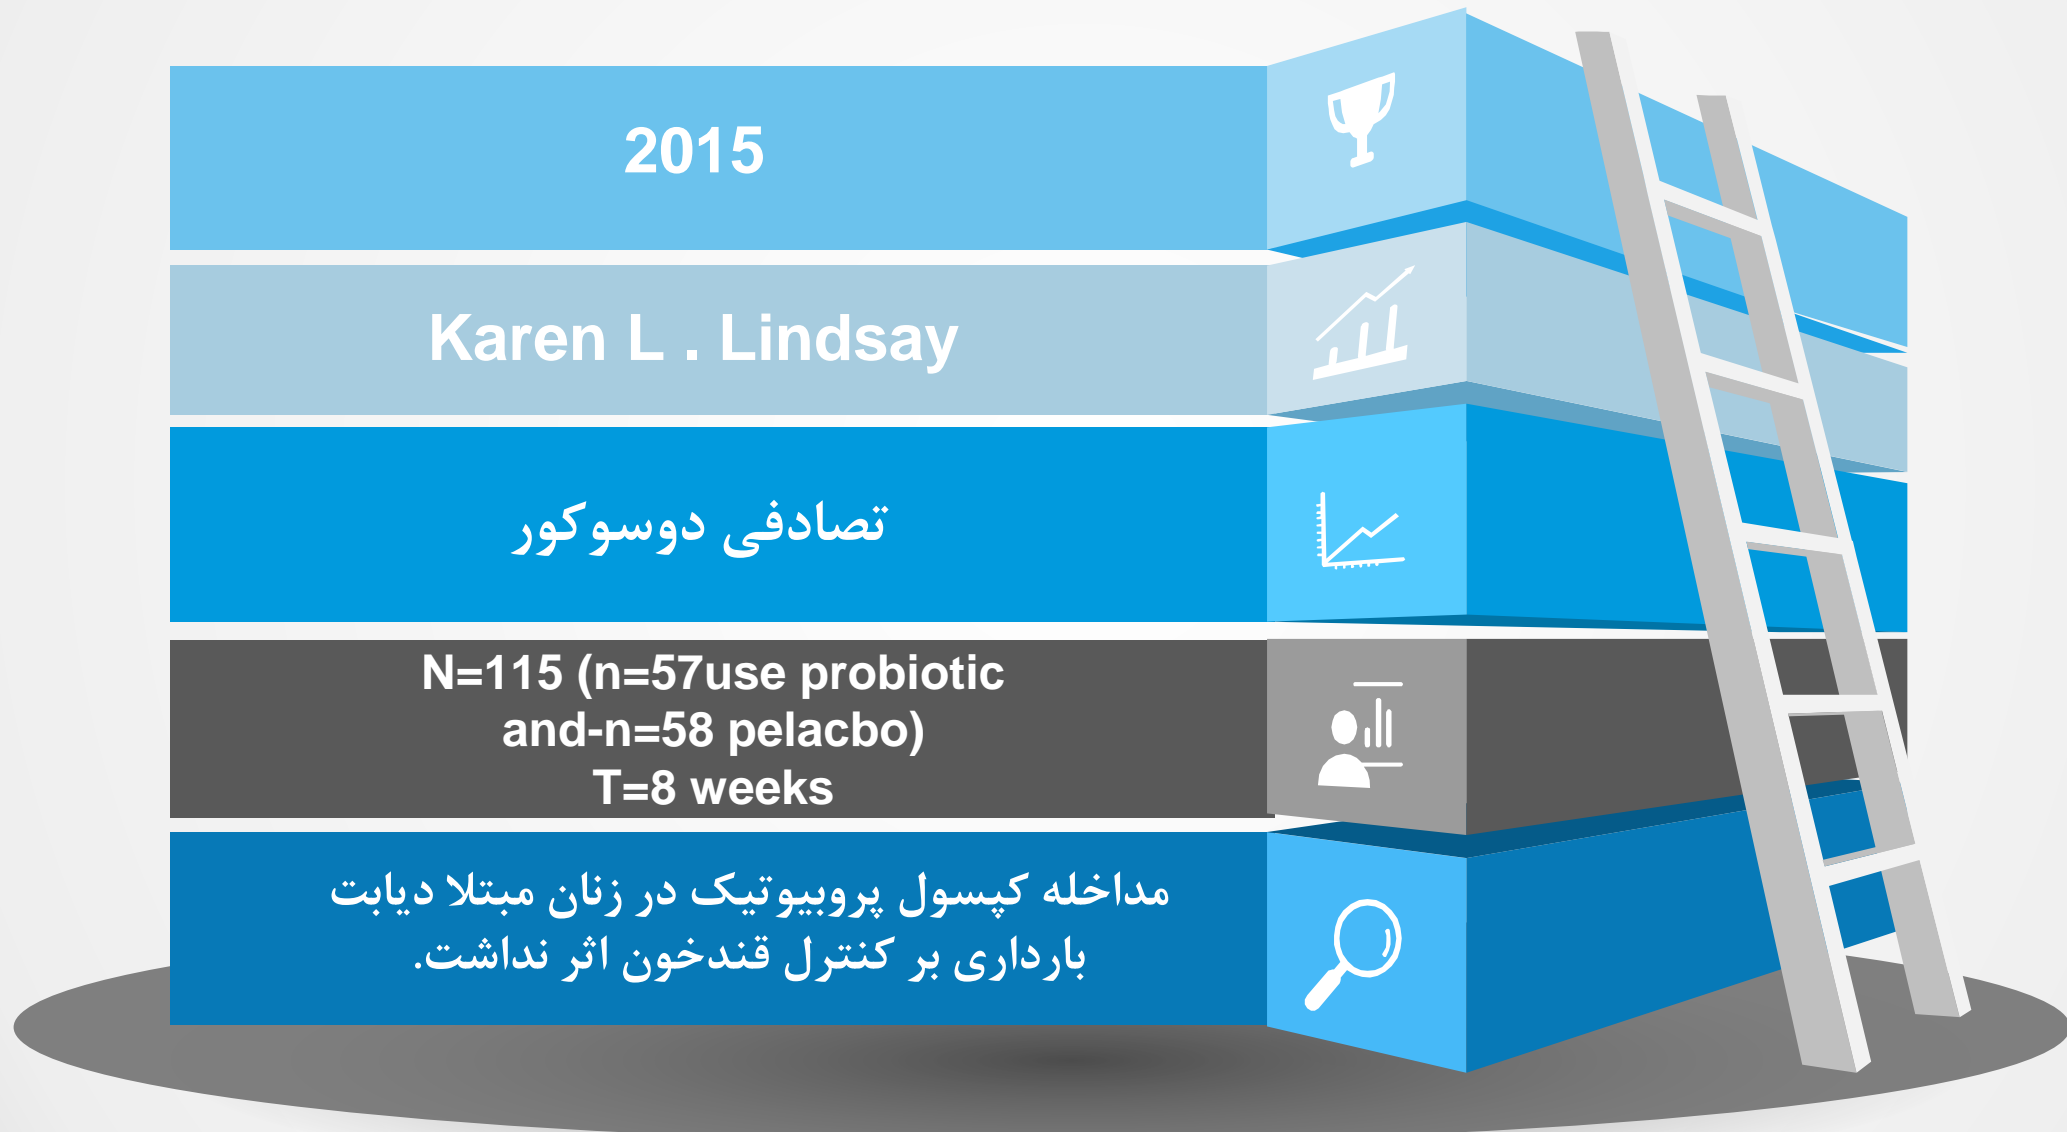 2015
Karen L . Lindsay
تصادفی دوسوکور
N=115 (n=57use probiotic
and-n=58 pelacbo)
T=8 weeks
مداخله کپسول پروبیوتیک در زنان مبتلا دیابت
بارداری بر کنترل قندخون اثر نداشت.